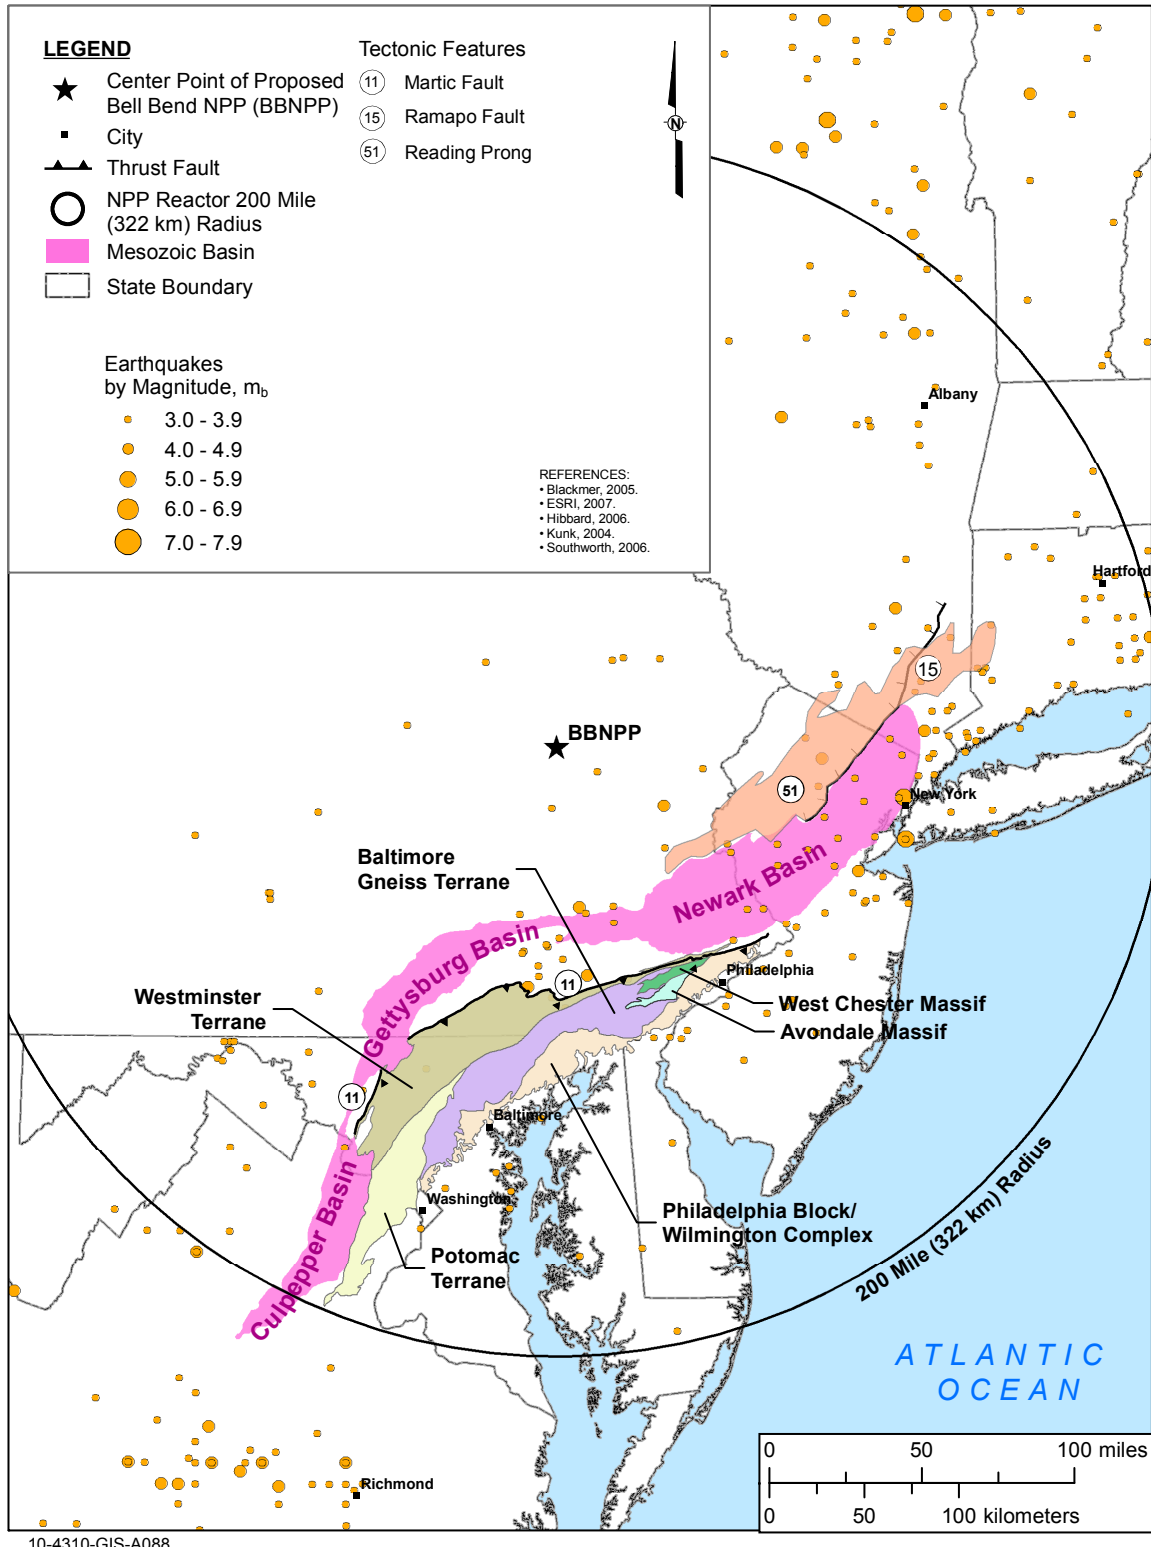 LEGEND
Center Point of Proposed
Bell Bend NPP (BBNPP)
City
Thrust Fault
NPP Reactor 200 Mile
(322 km) Radius
Mesozoic Basin
State Boundary
Tectonic Features
11 Martic Fault
15 Ramapo Fault
51 Reading Prong
N
Earthquakes
by Magnitude, mb
3.0 - 3.9
4.0 - 4.9
5.0 - 5.9
6.0 - 6.9
7.0 - 7.9
REFERENCES:
• Blackmer, 2005.
• ESRI, 2007.
• Hibbard, 2006.
• Kunk, 2004.
• Southworth, 2006.
Albany
Hartford
15
BBNPP
51
New York
Baltimore
Gneiss Terrane
Newark Basin
Gettysburg Basin
Philadelphia
11
Westminster
Terrane
West Chester Massif
Avondale Massif
11
Baltimore
Culpepper Basin
Washington
Philadelphia Block/
Wilmington Complex
Potomac
Terrane
200 Mile (322 km) Radius
ATLANTIC
OCEAN
Richmond
0 50 100 miles
0 50 100 kilometers
10-4310-GIS-A088